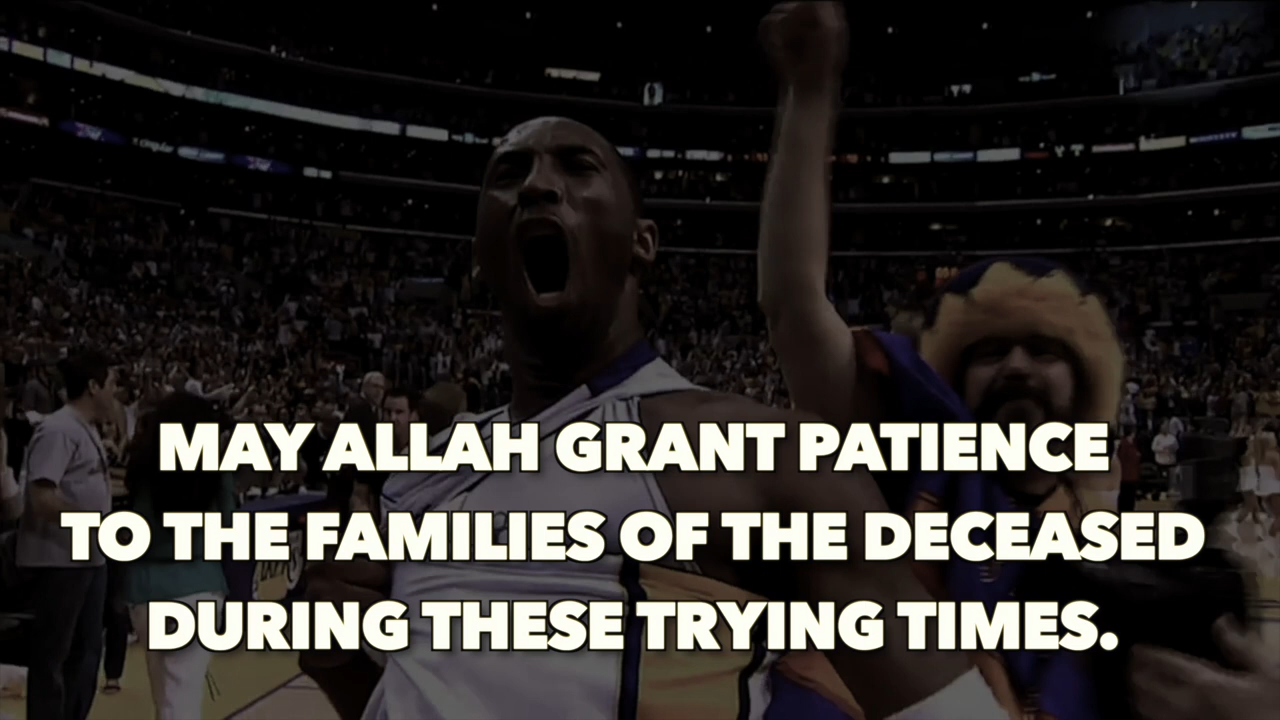 MAY ALLAH GRANT PATIENCE
TO THE FAMILIES OF THE DECEASED
DURING THESE TRYING TIMES.